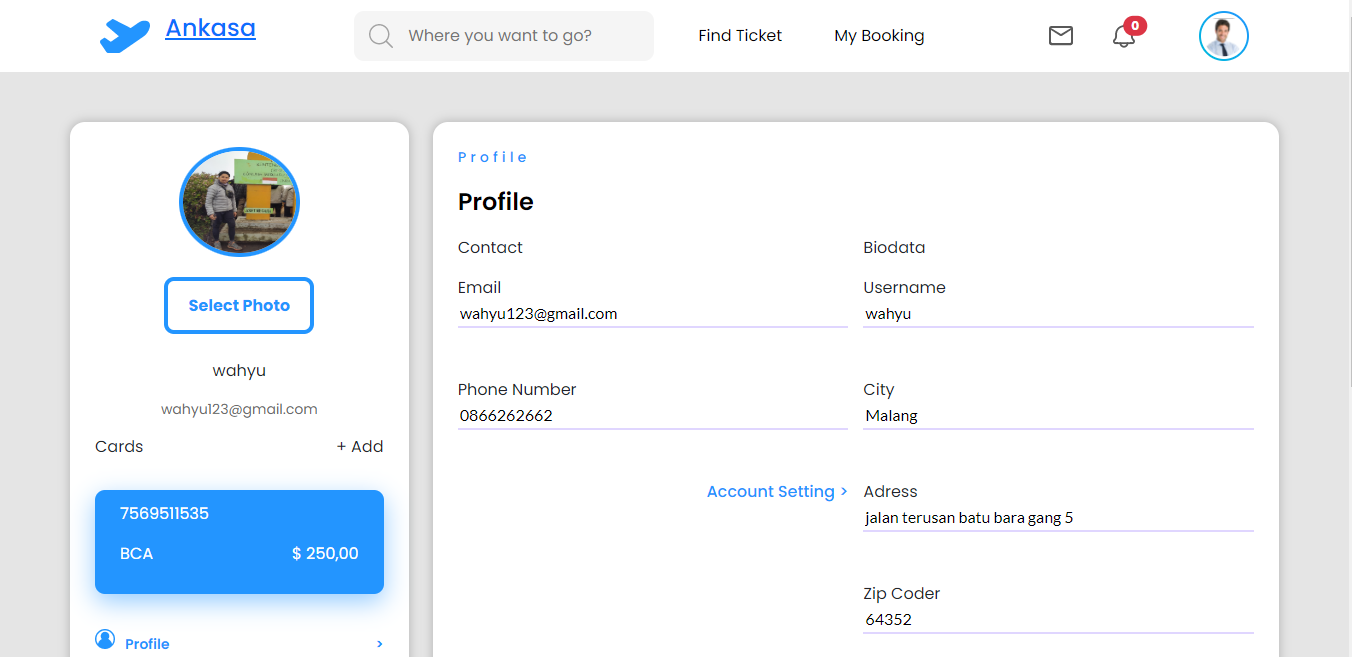 Ankasa
Where you want to go?
Find Ticket
My Booking
0
Select Photo
wahyu
wahyu123@gmail.com
Cards
+ Add
7569511535
BCA
$ 250,00
Profile
>
Profile
Profile
Contact
Email
wahyu123@gmail.com
Phone Number
0866262662
Account Setting >
Biodata
Username
wahyu
City
Malang
Adress
jalan terusan batu bara gang 5
Zip Coder
64352